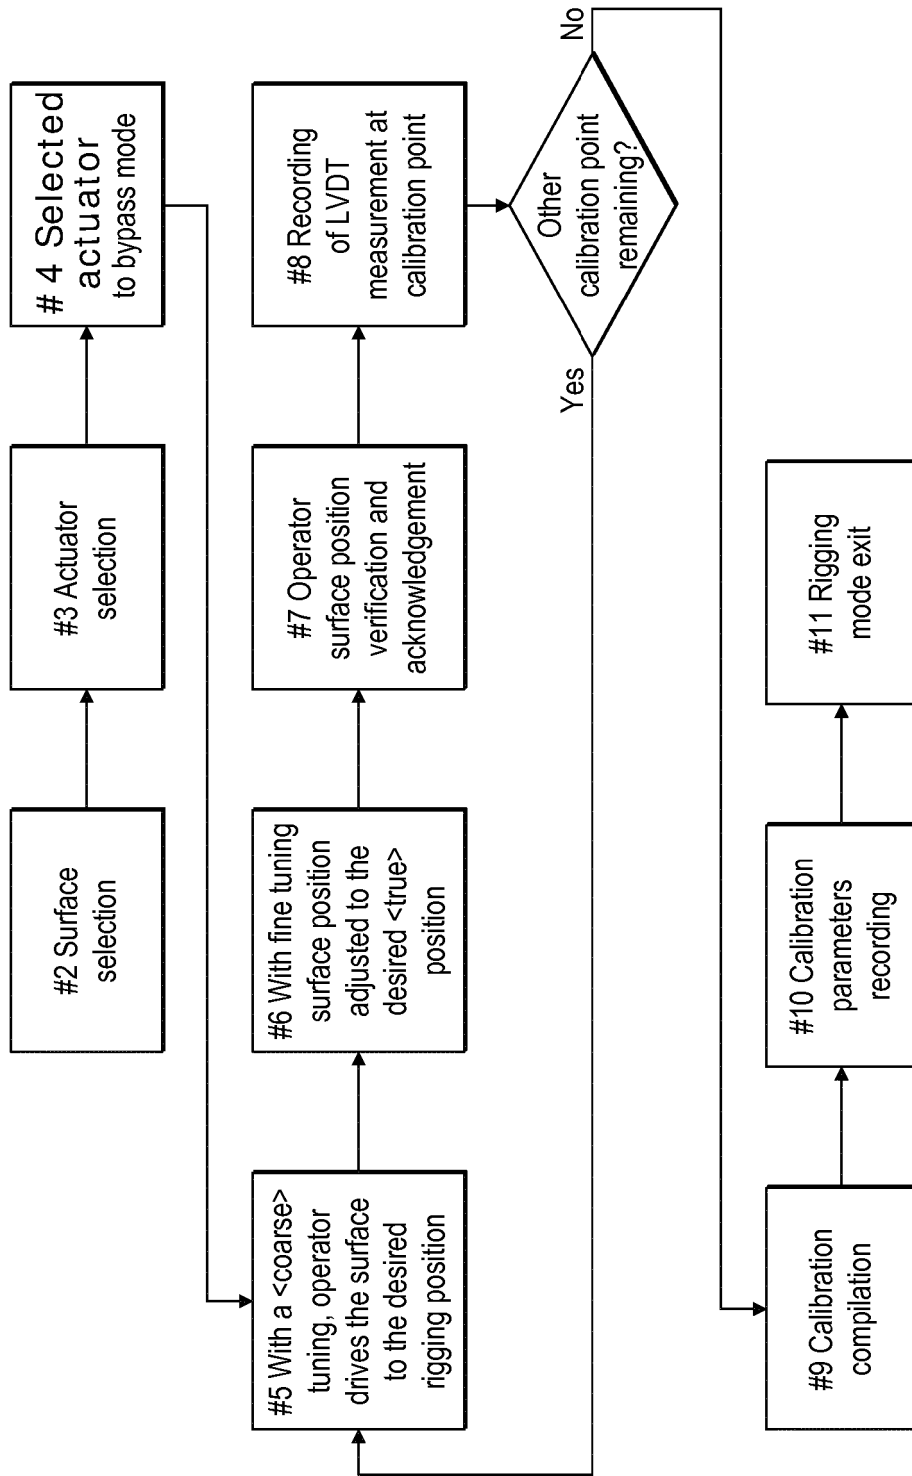 #2 Surface
selection
#3 Actuator
selection
# 4 Selected
actuator
to bypass mode
#5 With a <coarse>
tuning, operator
drives the surface
to the desired
rigging position
#6 With fine tuning
surface position
adjusted to the
desired <true>
position
#7 Operator
surface position
verification and
acknowledgement
#8 Recording
of LVDT
measurement at
calibration point
Other
calibration point
remaining?
Yes
No
#9 Calibration
compilation
#10 Calibration
parameters
recording
#11 Rigging
mode exit